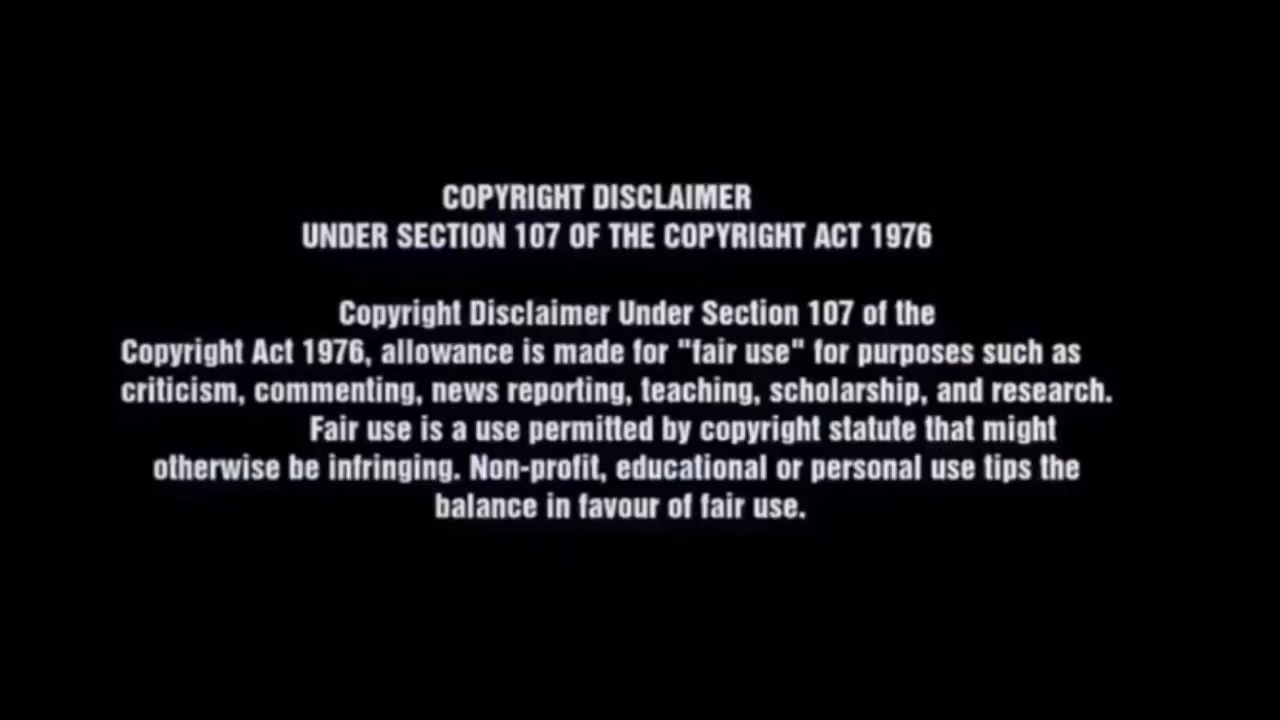 COPYRIGHT DISCLAIMER
UNDER SECTION 107 OF THE COPYRIGHT ACT 1976
Copyright Disclaimer Under Section 107 of the
Copyright Act 1976, allowance is made for "fair use" for purposes such as
criticism, commenting, news reporting, teaching, scholarship, and research.
Fair use is a use permitted by copyright statute that might
otherwise be infringing. Non-profit, educational or personal use tips the
balance in favour of fair use.